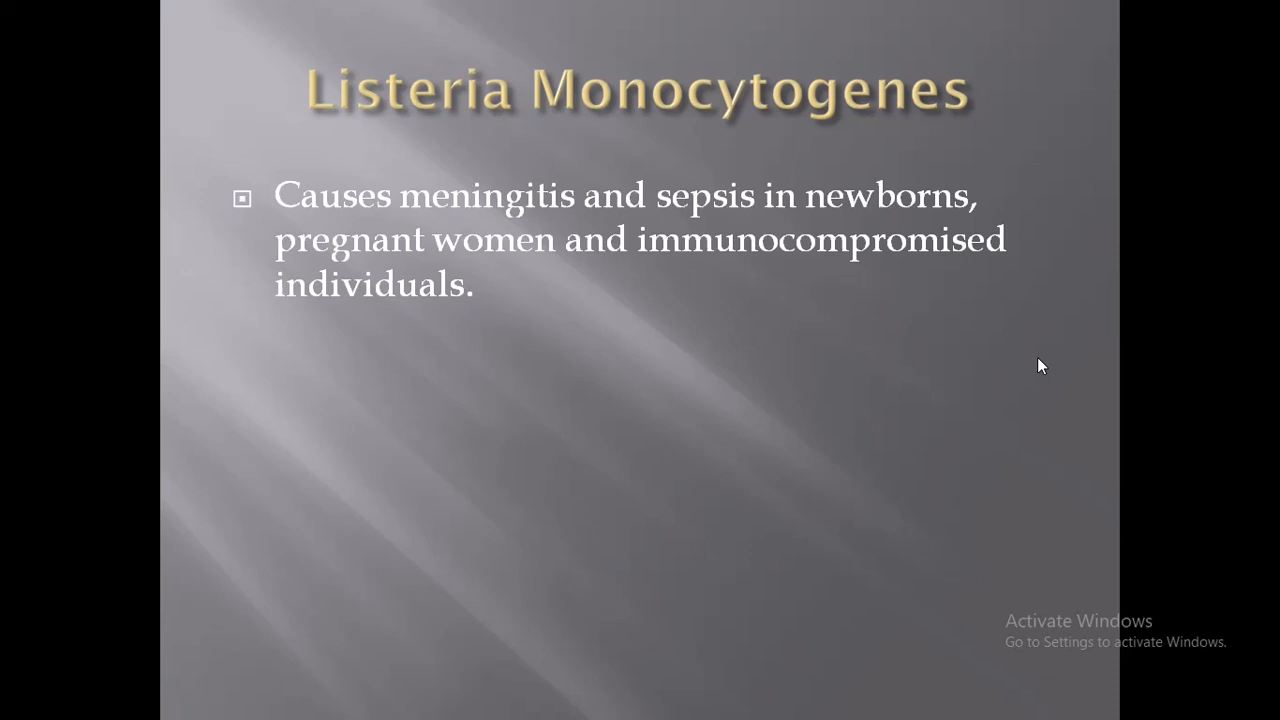 Listeria Monocytogenes
Causes meningitis and sepsis in newborns,
pregnant women and immunocompromised
individuals.
Activate Windows
Go to Settings to activate Windows.